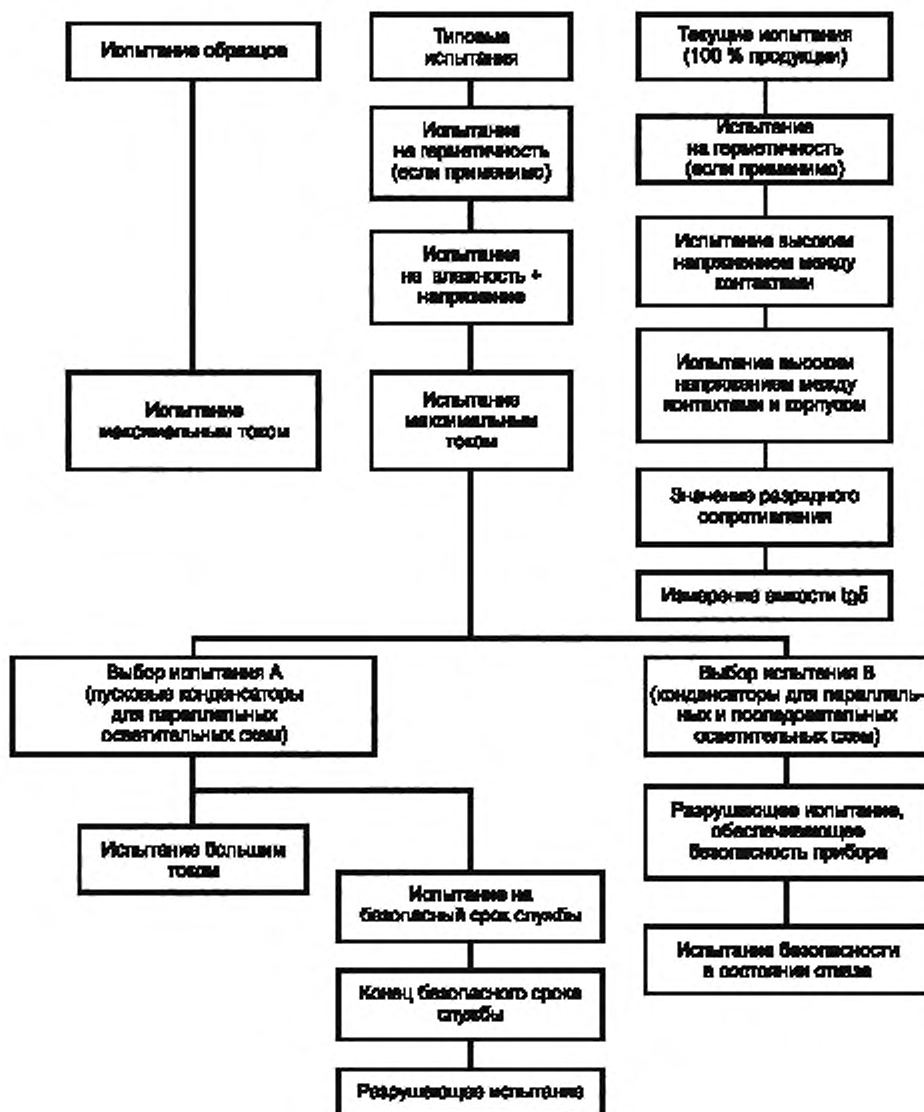 Испытание образцов
Типовые
испытания
Текущие испытания
(100 % продукции)
Испытание
на герметичность
(если применимо)
Испытание
на герметичность
(если применимо)
Испытания
на влажность +
напряжение
Испытание высоким
напряжением между
контактами
Испытание высоким
напряжением между
контактами и корпусом
Испытание
максимальным током
Испытание
максимальным
током
Значение разрядного
сопротивления
Измерение емкости tgδ
Выбор испытания А
(пусковые конденсаторы
для параллельных
осветительных схем)
Выбор испытания В
(конденсаторы для параллель-
ных и последовательных
осветительных схем)
Испытание большим
током
Испытание на
безопасный срок службы
Конец безопасного срока
службы
Разрушающее испытание
Разрушающее испытание,
обеспечивающее
безопасность прибора
Испытание безопасности
в состоянии отказа